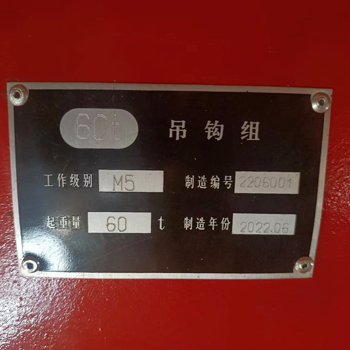 60t 吊钩组
工作级别 M5 制造编号 2206001
起重量 60 t 制造年份 2022.06